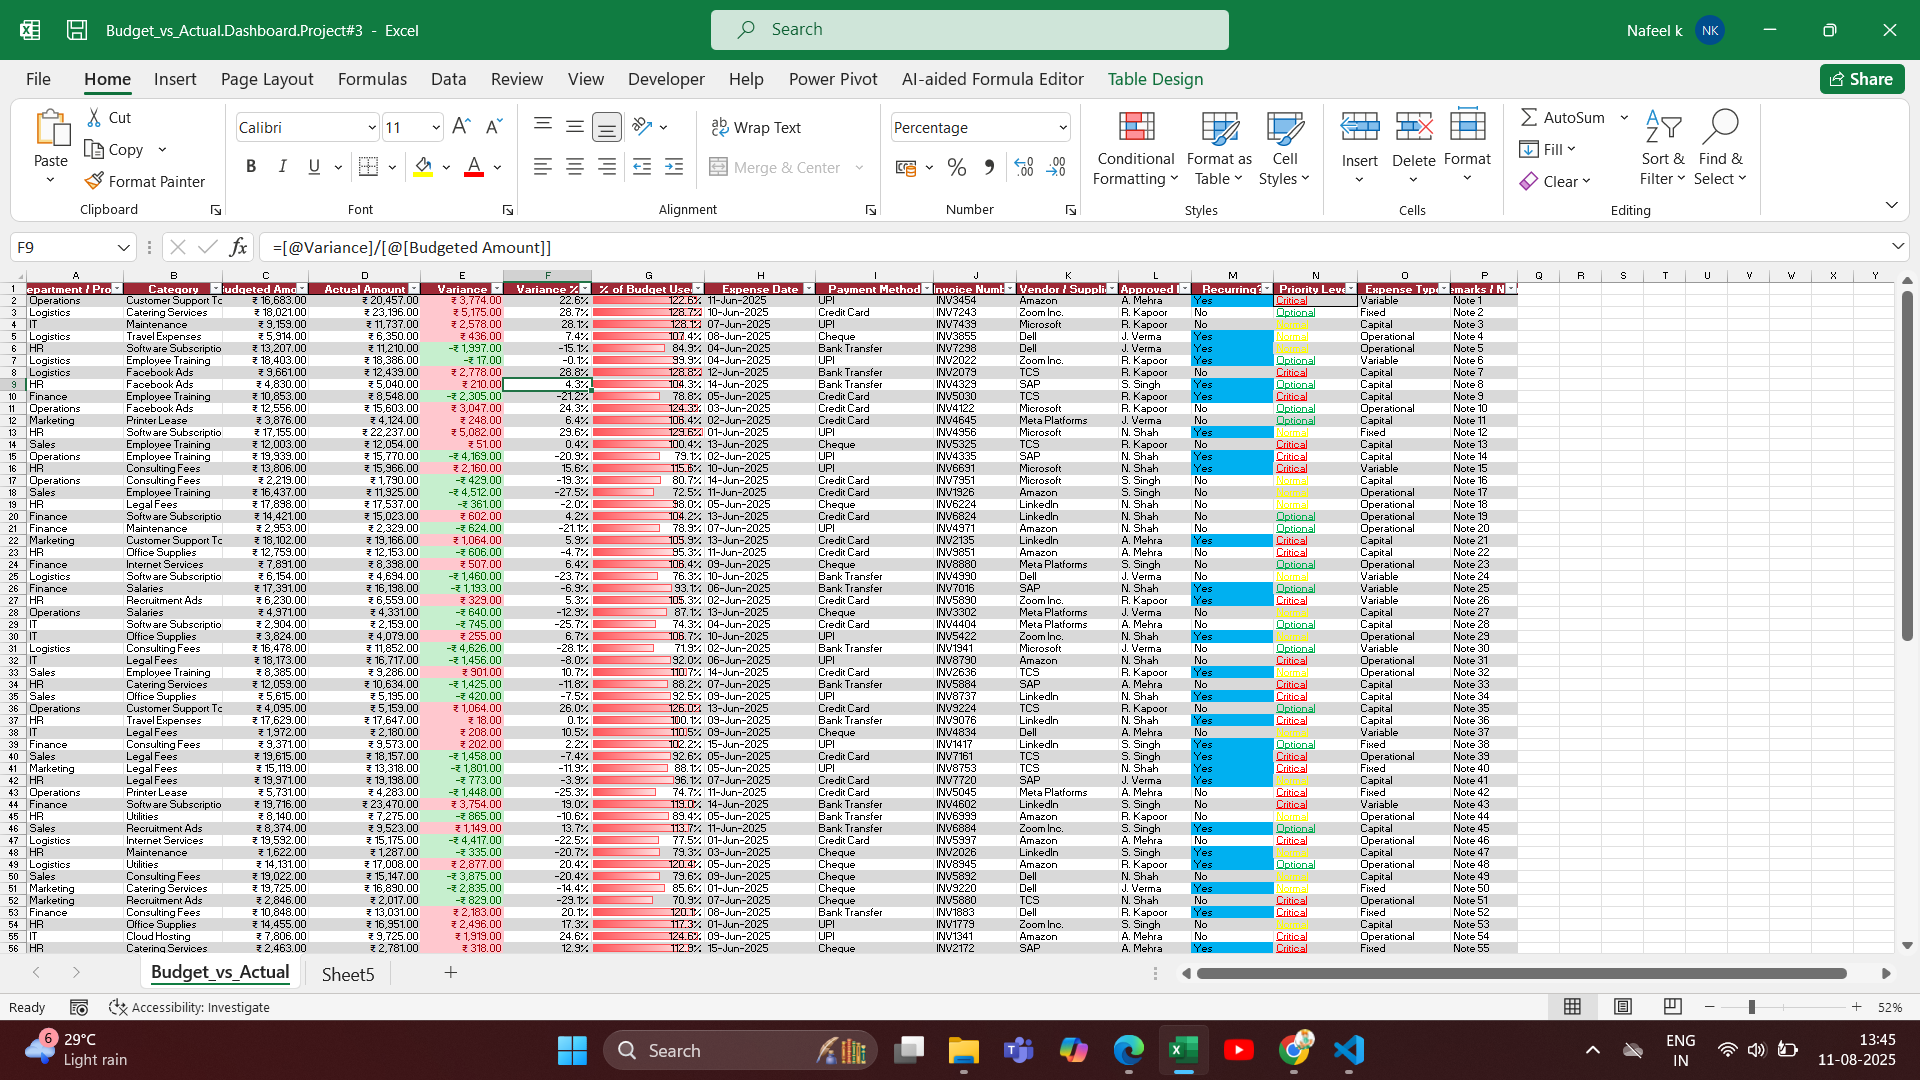 Budget_vs_Actual.Dashboard.Project#3 - Excel
Search
Nafeel k
NK
File Home Insert Page Layout Formulas Data Review View Developer Help Power Pivot AI-aided Formula Editor Table Design
Share
Paste
Cut
Copy
Format Painter
Clipboard
Calibri 11
B I U
Font
Wrap Text
Merge & Center
Alignment
Percentage
Number
Conditional Formatting
Format as Table
Cell Styles
Styles
Insert Delete Format
Cells
AutoSum
Fill
Clear
Sort & Filter
Find & Select
Editing
F9
fx =[@Variance]/[@[Budgeted Amount]]
A B C D E F G H I J K L M N O P Q R S T U V W X Y
1 epartment / Pro Category udgeted Amo Actual Amount Variance Variance % % of Budget Use Expense Date Payment Method Invoice Numb Vendor / Suppli Approved Recurring? Priority Leve Expense Typ emarks / N
2 Operations Customer Support To ₹ 16,683.00 ₹ 20,457.00 ₹ 3,774.00 22.6% 122.6% 11-Jun-2025 UPI INV3454 Amazon A. Mehra Yes Critical Variable Note 1
3 Logistics Catering Services ₹ 18,021.00 ₹ 23,196.00 ₹ 5,175.00 28.7% 128.7% 10-Jun-2025 Credit Card INV7243 Zoom Inc. R. Kapoor No Optional Fixed Note 2
4 IT Maintenance ₹ 9,159.00 ₹ 11,737.00 ₹ 2,578.00 28.1% 128.1% 07-Jun-2025 UPI INV7439 Microsoft R. Kapoor No Normal Capital Note 3
5 Logistics Travel Expenses ₹ 5,914.00 ₹ 6,350.00 ₹ 436.00 7.4% 107.4% 08-Jun-2025 Credit Card INV3855 Dell J. Verma Yes Normal Operational Note 4
6 HR Software Subscriptio ₹ 13,207.00 ₹ 11,210.00 -₹ 1,997.00 -15.1% 84.9% 04-Jun-2025 Bank Transfer INV7298 Dell J. Verma Yes Normal Operational Note 5
7 Logistics Employee Training ₹ 18,403.00 ₹ 18,386.00 -₹ 17.00 -0.1% 99.9% 04-Jun-2025 UPI INV2022 Zoom Inc. R. Kapoor Yes Optional Variable Note 6
8 Logistics Facebook Ads ₹ 9,661.00 ₹ 12,439.00 ₹ 2,778.00 28.8% 128.8% 12-Jun-2025 Bank Transfer INV2079 TCS R. Kapoor No Critical Capital Note 7
9 HR Facebook Ads ₹ 4,830.00 ₹ 5,040.00 ₹ 210.00 4.3% 104.3% 14-Jun-2025 Bank Transfer INV4329 SAP S. Singh Yes Optional Capital Note 8
10 Finance Employee Training ₹ 10,853.00 ₹ 8,548.00 -₹ 2,305.00 -21.2% 78.8% 05-Jun-2025 Credit Card INV5030 TCS R. Kapoor Yes Critical Capital Note 9
11 Operations Facebook Ads ₹ 12,556.00 ₹ 15,603.00 ₹ 3,047.00 24.3% 124.3% 03-Jun-2025 Credit Card INV4122 Microsoft R. Kapoor No Optional Operational Note 10
12 Marketing Printer Lease ₹ 3,876.00 ₹ 4,124.00 ₹ 248.00 6.4% 106.4% 02-Jun-2025 Credit Card INV4645 Meta Platforms J. Verma No Optional Capital Note 11
13 HR Software Subscriptio ₹ 17,155.00 ₹ 22,237.00 ₹ 5,082.00 29.6% 129.6% 01-Jun-2025 UPI INV4956 Microsoft N. Shah Yes Normal Fixed Note 12
14 Sales Employee Training ₹ 12,003.00 ₹ 12,054.00 ₹ 51.00 0.4% 100.4% 13-Jun-2025 Cheque INV5325 TCS R. Kapoor No Critical Capital Note 13
15 Operations Employee Training ₹ 19,939.00 ₹ 15,770.00 -₹ 4,169.00 -20.9% 79.1% 02-Jun-2025 UPI INV4335 SAP N. Shah Yes Critical Capital Note 14
16 HR Consulting Fees ₹ 13,806.00 ₹ 15,966.00 ₹ 2,160.00 15.6% 115.6% 10-Jun-2025 UPI INV6691 Microsoft N. Shah Yes Critical Variable Note 15
17 Operations Consulting Fees ₹ 2,219.00 ₹ 1,790.00 -₹ 429.00 -19.3% 80.7% 14-Jun-2025 Credit Card INV7951 Microsoft S. Singh No Normal Capital Note 16
18 Sales Employee Training ₹ 16,437.00 ₹ 11,925.00 -₹ 4,512.00 -27.5% 72.5% 11-Jun-2025 Credit Card INV1926 Amazon S. Singh No Normal Operational Note 17
19 HR Legal Fees ₹ 17,898.00 ₹ 17,537.00 -₹ 361.00 -2.0% 98.0% 05-Jun-2025 Cheque INV6224 LinkedIn N. Shah No Normal Operational Note 18
20 Finance Software Subscriptio ₹ 14,421.00 ₹ 15,023.00 ₹ 602.00 4.2% 104.2% 13-Jun-2025 Credit Card INV6824 LinkedIn N. Shah No Optional Operational Note 19
21 Finance Maintenance ₹ 2,953.00 ₹ 2,329.00 -₹ 624.00 -21.1% 78.9% 07-Jun-2025 UPI INV4971 Amazon N. Shah No Optional Operational Note 20
22 Marketing Customer Support To ₹ 18,102.00 ₹ 19,166.00 ₹ 1,064.00 5.9% 105.9% 13-Jun-2025 Credit Card INV2135 LinkedIn A. Mehra Yes Critical Capital Note 21
23 HR Office Supplies ₹ 12,759.00 ₹ 12,153.00 -₹ 606.00 -4.7% 95.3% 11-Jun-2025 Credit Card INV9851 Amazon A. Mehra No Critical Capital Note 22
24 Finance Internet Services ₹ 7,891.00 ₹ 8,398.00 ₹ 507.00 6.4% 106.4% 09-Jun-2025 Cheque INV8880 Meta Platforms S. Singh No Optional Operational Note 23
25 Logistics Software Subscriptio ₹ 6,154.00 ₹ 4,694.00 -₹ 1,460.00 -23.7% 76.3% 10-Jun-2025 Bank Transfer INV4990 Dell J. Verma No Normal Variable Note 24
26 Finance Salaries ₹ 17,391.00 ₹ 16,198.00 -₹ 1,193.00 -6.9% 93.1% 06-Jun-2025 Bank Transfer INV7016 SAP N. Shah Yes Optional Variable Note 25
27 HR Recruitment Ads ₹ 6,230.00 ₹ 6,559.00 ₹ 329.00 5.3% 105.3% 02-Jun-2025 Credit Card INV5890 Zoom Inc. R. Kapoor Yes Critical Variable Note 26
28 Operations Salaries ₹ 4,971.00 ₹ 4,331.00 -₹ 640.00 -12.9% 87.1% 13-Jun-2025 Cheque INV3302 Meta Platforms J. Verma No Normal Capital Note 27
29 IT Software Subscriptio ₹ 2,904.00 ₹ 2,159.00 -₹ 745.00 -25.7% 74.3% 04-Jun-2025 Credit Card INV4404 Meta Platforms A. Mehra No Optional Capital Note 28
30 IT Office Supplies ₹ 3,824.00 ₹ 4,079.00 ₹ 255.00 6.7% 106.7% 10-Jun-2025 UPI INV5422 Zoom Inc. N. Shah Yes Normal Operational Note 29
31 Logistics Consulting Fees ₹ 16,478.00 ₹ 11,852.00 -₹ 4,626.00 -28.1% 71.9% 02-Jun-2025 Bank Transfer INV1941 Microsoft J. Verma No Optional Variable Note 30
32 IT Legal Fees ₹ 18,173.00 ₹ 16,717.00 -₹ 1,456.00 -8.0% 92.0% 06-Jun-2025 UPI INV8790 Amazon N. Shah No Critical Operational Note 31
33 Sales Employee Training ₹ 8,385.00 ₹ 9,286.00 ₹ 901.00 10.7% 110.7% 14-Jun-2025 Credit Card INV2636 TCS R. Kapoor Yes Normal Operational Note 32
34 HR Catering Services ₹ 12,059.00 ₹ 10,634.00 -₹ 1,425.00 -11.8% 88.2% 07-Jun-2025 Bank Transfer INV5884 SAP A. Mehra No Critical Capital Note 33
35 Sales Office Supplies ₹ 5,615.00 ₹ 5,195.00 -₹ 420.00 -7.5% 92.5% 09-Jun-2025 UPI INV8737 LinkedIn N. Shah Yes Critical Capital Note 34
36 Operations Customer Support To ₹ 4,095.00 ₹ 5,159.00 ₹ 1,064.00 26.0% 126.0% 13-Jun-2025 Credit Card INV9224 TCS R. Kapoor No Optional Capital Note 35
37 HR Travel Expenses ₹ 17,629.00 ₹ 17,647.00 ₹ 18.00 0.1% 100.1% 09-Jun-2025 Bank Transfer INV9076 LinkedIn N. Shah Yes Critical Capital Note 36
38 IT Legal Fees ₹ 1,972.00 ₹ 2,180.00 ₹ 208.00 10.5% 110.5% 09-Jun-2025 Cheque INV4834 Dell A. Mehra No Normal Variable Note 37
39 Finance Consulting Fees ₹ 9,371.00 ₹ 9,573.00 ₹ 202.00 2.2% 102.2% 15-Jun-2025 UPI INV1417 LinkedIn S. Singh Yes Optional Fixed Note 38
40 Sales Legal Fees ₹ 19,615.00 ₹ 18,157.00 -₹ 1,458.00 -7.4% 92.6% 05-Jun-2025 Credit Card INV7161 TCS S. Singh Yes Critical Operational Note 39
41 Marketing Legal Fees ₹ 15,119.00 ₹ 13,318.00 -₹ 1,801.00 -11.9% 88.1% 05-Jun-2025 UPI INV8753 TCS N. Shah Yes Critical Fixed Note 40
42 HR Legal Fees ₹ 19,971.00 ₹ 19,198.00 -₹ 773.00 -3.9% 96.1% 07-Jun-2025 Credit Card INV7720 SAP J. Verma Yes Normal Capital Note 41
43 Operations Printer Lease ₹ 5,731.00 ₹ 4,283.00 -₹ 1,448.00 -25.3% 74.7% 11-Jun-2025 Credit Card INV5045 Meta Platforms A. Mehra No Critical Fixed Note 42
44 Finance Software Subscriptio ₹ 19,716.00 ₹ 23,470.00 ₹ 3,754.00 19.0% 119.0% 14-Jun-2025 Bank Transfer INV4602 LinkedIn S. Singh No Critical Variable Note 43
45 HR Utilities ₹ 8,140.00 ₹ 7,275.00 -₹ 865.00 -10.6% 89.4% 06-Jun-2025 Bank Transfer INV6999 Amazon R. Kapoor No Normal Operational Note 44
46 Sales Recruitment Ads ₹ 8,374.00 ₹ 9,523.00 ₹ 1,149.00 13.7% 113.7% 11-Jun-2025 Bank Transfer INV6884 Zoom Inc. S. Singh Yes Optional Capital Note 45
47 Logistics Internet Services ₹ 19,592.00 ₹ 15,175.00 -₹ 4,417.00 -22.5% 77.5% 01-Jun-2025 Credit Card INV5997 Amazon A. Mehra No Critical Operational Note 46
48 HR Maintenance ₹ 1,622.00 ₹ 1,287.00 -₹ 335.00 -20.7% 79.3% 03-Jun-2025 Cheque INV2026 LinkedIn S. Singh Yes Normal Capital Note 47
49 Logistics Utilities ₹ 14,131.00 ₹ 17,008.00 ₹ 2,877.00 20.4% 120.4% 05-Jun-2025 Cheque INV8945 Amazon R. Kapoor Yes Optional Operational Note 48
50 Sales Consulting Fees ₹ 19,022.00 ₹ 15,147.00 -₹ 3,875.00 -20.4% 79.6% 09-Jun-2025 Cheque INV5892 Dell N. Shah No Critical Capital Note 49
51 Marketing Catering Services ₹ 19,725.00 ₹ 16,890.00 -₹ 2,835.00 -14.4% 85.6% 01-Jun-2025 Cheque INV9220 Dell J. Verma Yes Normal Fixed Note 50
52 Marketing Recruitment Ads ₹ 2,846.00 ₹ 2,017.00 -₹ 829.00 -29.1% 70.9% 07-Jun-2025 Cheque INV5880 TCS N. Shah No Critical Operational Note 51
53 Finance Consulting Fees ₹ 10,848.00 ₹ 13,031.00 ₹ 2,183.00 20.1% 120.1% 08-Jun-2025 Bank Transfer INV1883 Dell R. Kapoor Yes Critical Fixed Note 52
54 HR Office Supplies ₹ 14,455.00 ₹ 16,951.00 ₹ 2,496.00 17.3% 117.3% 01-Jun-2025 UPI INV1779 Zoom Inc. S. Singh No Normal Capital Note 53
55 IT Cloud Hosting ₹ 7,806.00 ₹ 9,725.00 ₹ 1,919.00 24.6% 124.6% 09-Jun-2025 UPI INV1341 Amazon A. Mehra No Critical Operational Note 54
56 HR Catering Services ₹ 2,463.00 ₹ 2,781.00 ₹ 318.00 12.9% 112.9% 15-Jun-2025 Cheque INV2172 SAP A. Mehra Yes Critical Fixed Note 55
Budget_vs_Actual Sheet5
Ready Accessibility: Investigate 52%
6
29°C
Light rain
Search
ENG
IN
13:45
11-08-2025